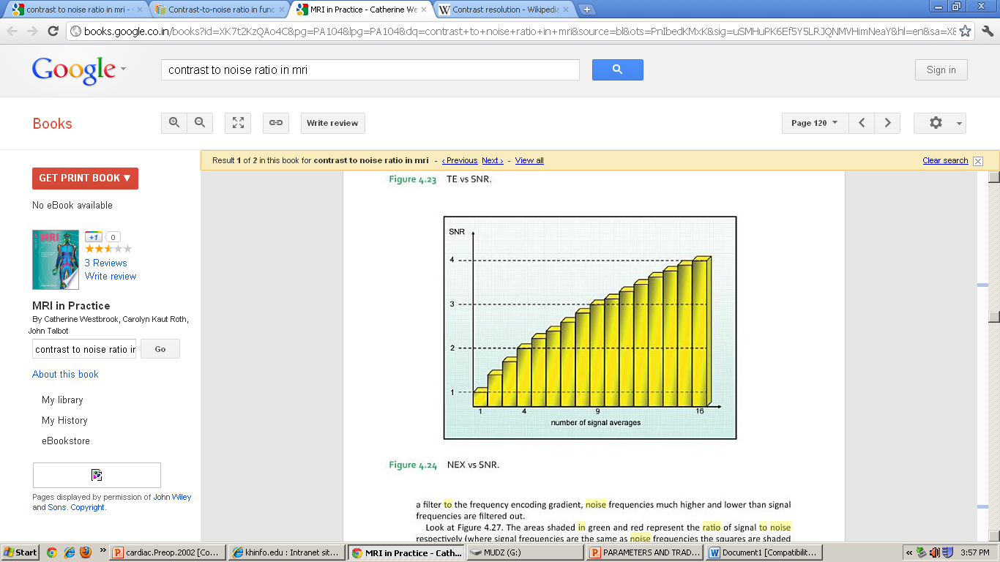 contrast to noise ratio in mri -
Contrast-to-noise ratio in func
MRI in Practice - Catherine We
Contrast resolution - Wikipedia
books.google.co.in/books?id=XK7t2KzQAo4C&pg=PA104&lpg=PA104&dq=contrast+to+noise+ratio+in+mri&source=bl&ots=PnIbedKMxK&sig=uSMHuPK6Ef5Y5LRJQNMVHimNeaY&hl=en&sa=X
Google
contrast to noise ratio in mri
Sign in
Books
Write review
Page 120
Result 1 of 2 in this book for contrast to noise ratio in mri - ‹ Previous Next › - View all
Clear search
GET PRINT BOOK ▼
No eBook available
MRI
+1 0
3 Reviews
Write review
MRI in Practice
By Catherine Westbrook, Carolyn Kaut Roth,
John Talbot
contrast to noise ratio in
Go
About this book
My library
My History
eBookstore
Pages displayed by permission of John Wiley
and Sons. Copyright.
Figure 4.23 TE vs SNR.
SNR
4
3
2
1
1 4 9 16
number of signal averages
Figure 4.24 NEX vs SNR.
a filter to the frequency encoding gradient, noise frequencies much higher and lower than signal
frequencies are filtered out.
Look at Figure 4.27. The areas shaded in green and red represent the ratio of signal to noise
respectively (where signal frequencies are the same as noise frequencies the squares are shaded
Start
»
cardiac.Preop.2002 [Co...
khinfo.edu : Intranet sit...
MRI in Practice - Cath...
MUDZ (G:)
PARAMETERS AND TRAD...
Document1 [Compatibilit...
«
3:57 PM